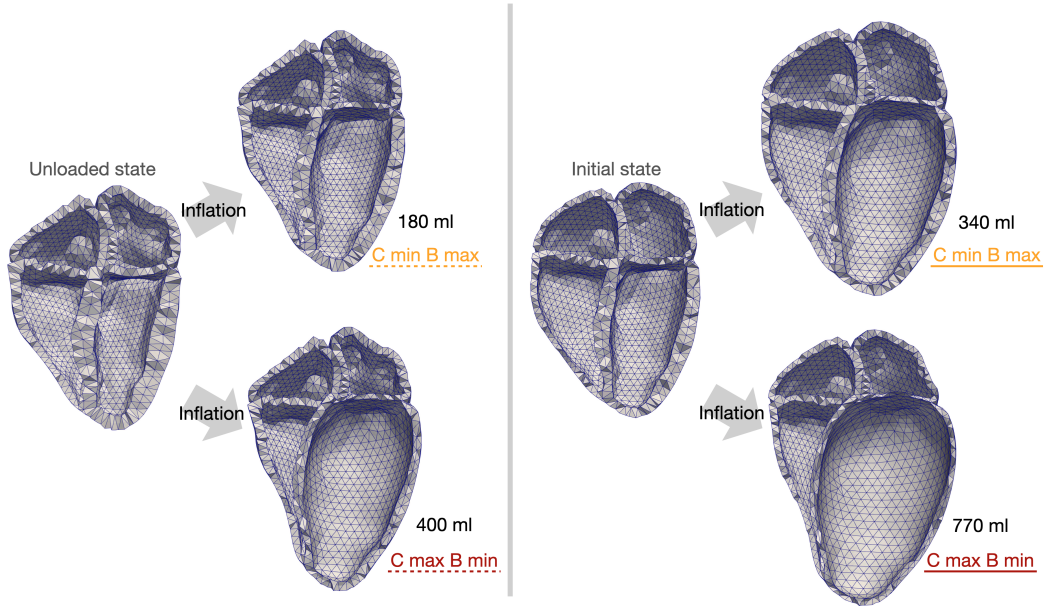 Unloaded state
Inflation
180 ml
C min B max
Inflation
400 ml
C max B min
Initial state
Inflation
340 ml
C min B max
Inflation
770 ml
C max B min